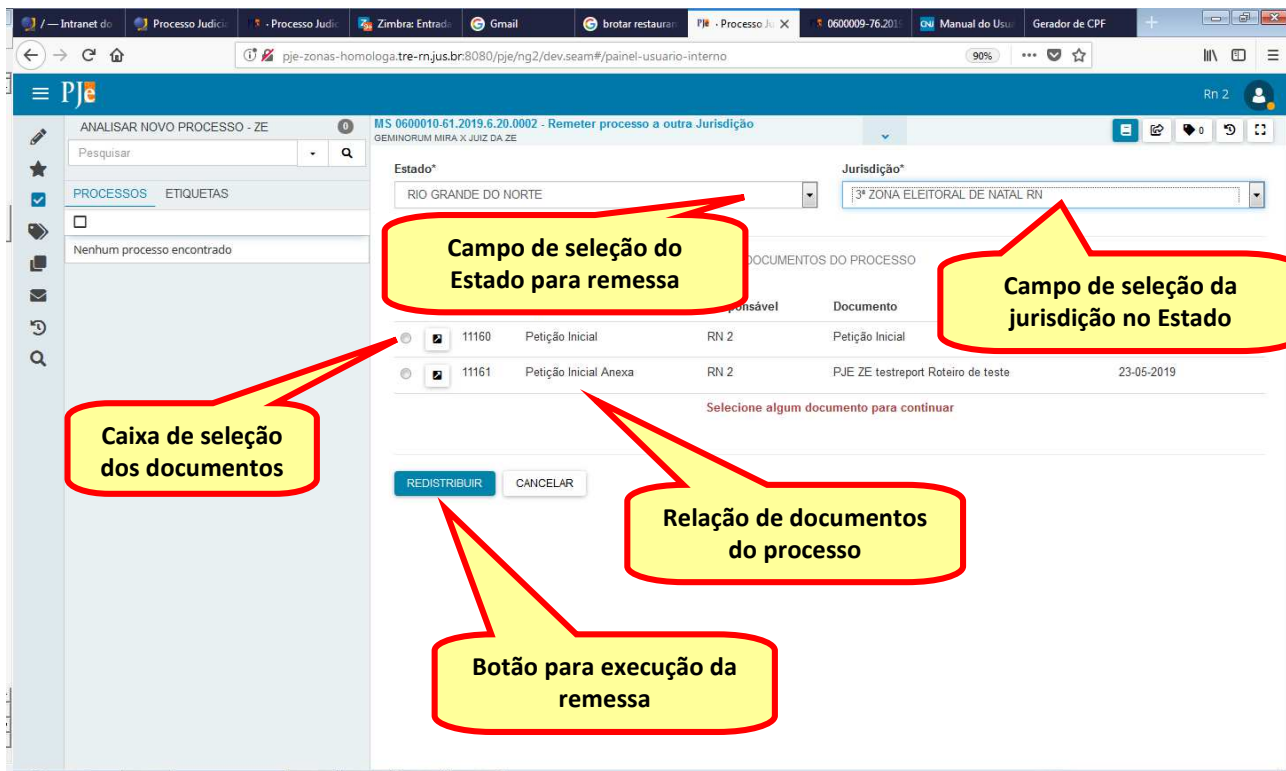 / — Intranet do
Processo Judici
· Processo Judic
Zimbra: Entrada
Gmail
brotar restauran
PJe · Processo Ju
0600009-76.201
CNJ Manual do Usu
Gerador de CPF
pje-zonas-homologa.tre-rn.jus.br:8080/pje/ng2/dev.seam#/painel-usuario-interno
90%
PJe
Rn 2
ANALISAR NOVO PROCESSO - ZE 0
Pesquisar
PROCESSOS ETIQUETAS
Nenhum processo encontrado
MS 0600010-61.2019.6.20.0002 - Remeter processo a outra Jurisdição
GEMINORUM MIRA X JUIZ DA ZE
0
Estado* Jurisdição*
RIO GRANDE DO NORTE 3ª ZONA ELEITORAL DE NATAL RN
Campo de seleção do
Estado para remessa
Campo de seleção da
jurisdição no Estado
DOCUMENTOS DO PROCESSO
Documento
11160 Petição Inicial RN 2 Petição Inicial
11161 Petição Inicial Anexa RN 2 PJE ZE testreport Roteiro de teste 23-05-2019
Selecione algum documento para continuar
Caixa de seleção
dos documentos
REDISTRIBUIR CANCELAR
Relação de documentos
do processo
Botão para execução da
remessa